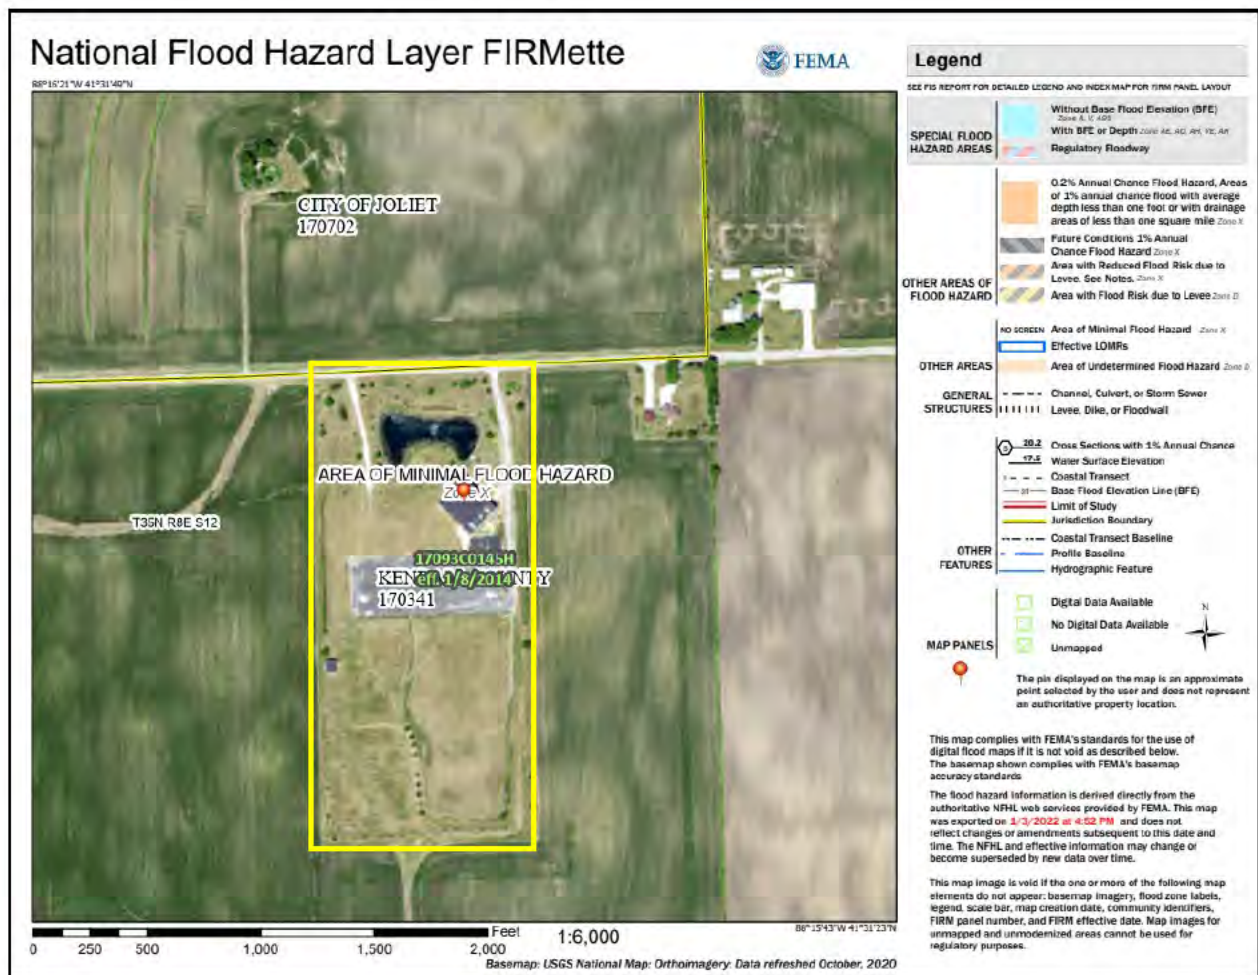 National Flood Hazard Layer FIRMette
FEMA
88°16'21"W 41°31'49"N
CITY OF JOLIET
170702
AREA OF MINIMAL FLOOD HAZARD
Zone X
T35N R8E S12
17093C0145H
eff. 1/8/2014
170341
Feet
1:6,000
0 250 500 1,000 1,500 2,000
88°15'43"W 41°31'23"N
Basemap: USGS National Map: Orthoimagery: Data refreshed October, 2020
Legend
SEE FIS REPORT FOR DETAILED LEGEND AND INDEX MAP FOR FIRM PANEL LAYOUT
SPECIAL FLOOD
HAZARD AREAS
Without Base Flood Elevation (BFE)
Zone A, V, A99
With BFE or Depth Zone AE, AO, AH, VE, AR
Regulatory Floodway
0.2% Annual Chance Flood Hazard, Areas
of 1% annual chance flood with average
depth less than one foot or with drainage
areas of less than one square mile Zone X
Future Conditions 1% Annual
Chance Flood Hazard Zone X
Area with Reduced Flood Risk due to
Levee. See Notes. Zone X
Area with Flood Risk due to Levee Zone D
OTHER AREAS OF
FLOOD HAZARD
NO SCREEN Area of Minimal Flood Hazard Zone X
Effective LOMRs
OTHER AREAS
Area of Undetermined Flood Hazard Zone D
GENERAL
STRUCTURES
Channel, Culvert, or Storm Sewer
Levee, Dike, or Floodwall
20.2 Cross Sections with 1% Annual Chance
17.5 Water Surface Elevation
Coastal Transect
Base Flood Elevation Line (BFE)
Limit of Study
Jurisdiction Boundary
Coastal Transect Baseline
OTHER
FEATURES
Profile Baseline
Hydrographic Feature
Digital Data Available
No Digital Data Available
Unmapped
MAP PANELS
N
The pin displayed on the map is an approximate
point selected by the user and does not represent
an authoritative property location.
This map complies with FEMA's standards for the use of
digital flood maps if it is not void as described below.
The basemap shown complies with FEMA's basemap
accuracy standards
The flood hazard information is derived directly from the
authoritative NFHL web services provided by FEMA. This map
was exported on 1/3/2022 at 4:52 PM and does not
reflect changes or amendments subsequent to this date and
time. The NFHL and effective information may change or
become superseded by new data over time.
This map image is void if the one or more of the following map
elements do not appear: basemap imagery, flood zone labels,
legend, scale bar, map creation date, community identifiers,
FIRM panel number, and FIRM effective date. Map images for
unmapped and unmodernized areas cannot be used for
regulatory purposes.